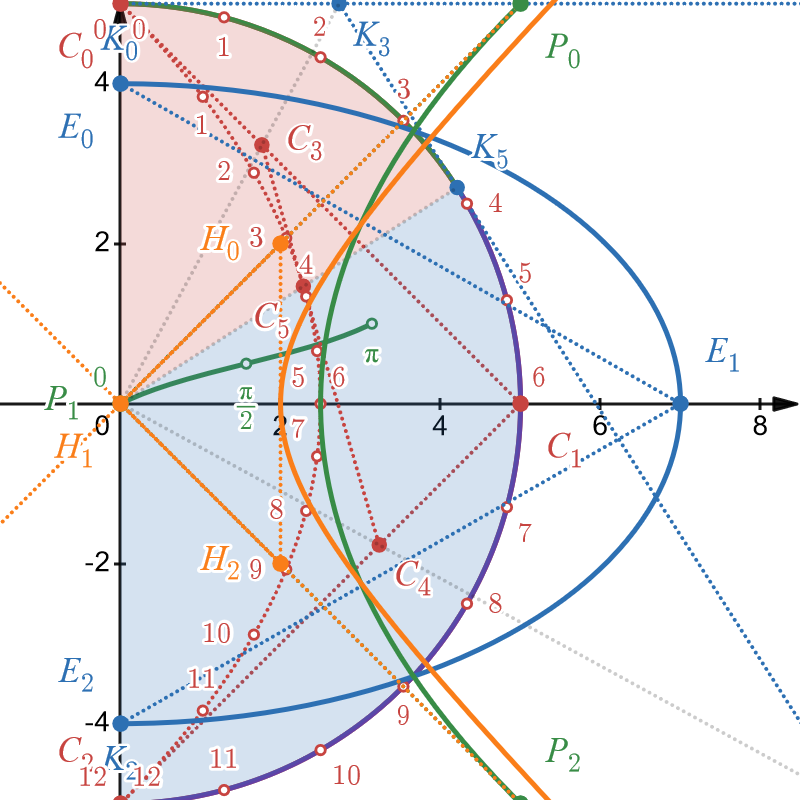 C₀ 0 0 K₀ 1 2 K₃ P₀
4 1 3
E₀ 2 C₃ K₅
2 H₀ 3 4
C₅ 4 5
P₁ 0 π/2 5 6 π 6 E₁
0 2 4 6 8
H₁ 7 C₁
8 7
-2 H₂ 9 C₄ 8
10
E₂ 11 9
-4
C₂ K₂ 12 12 11 10 P₂